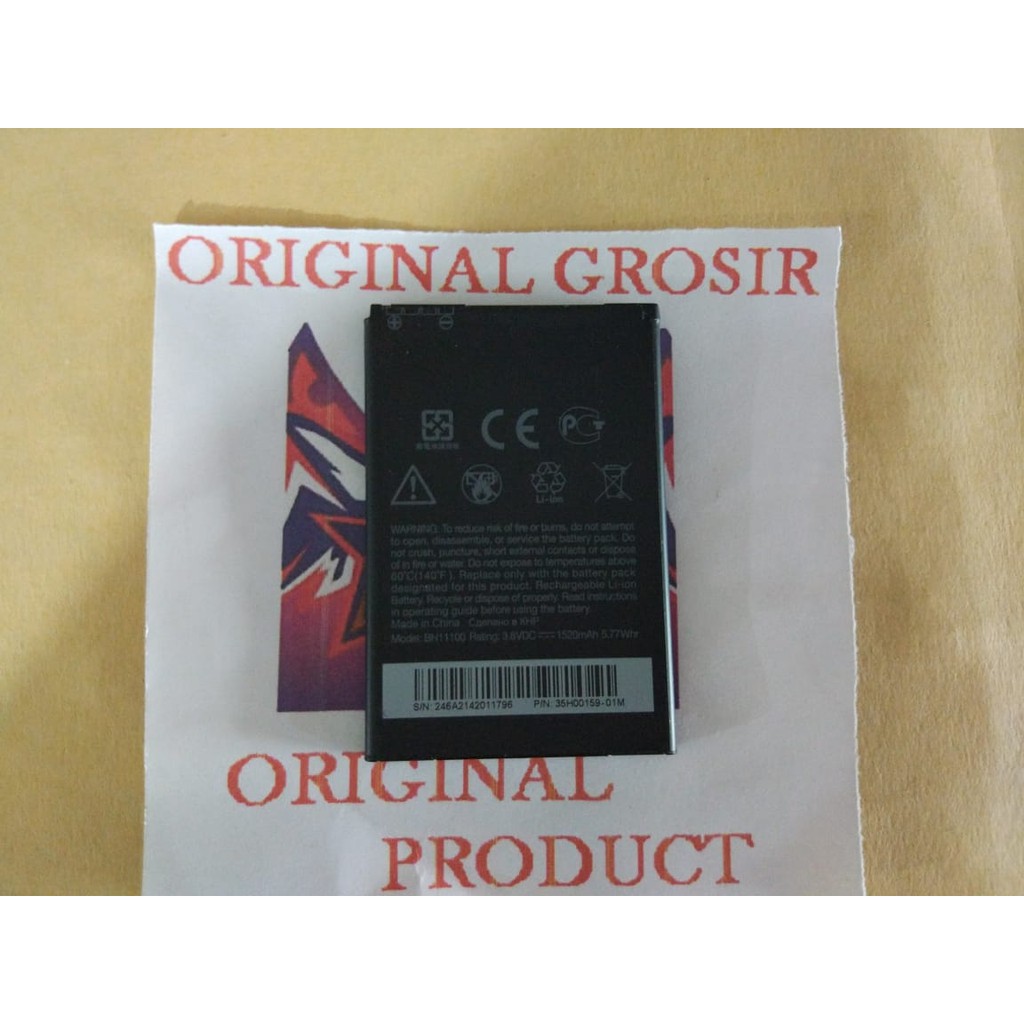 ORIGINAL GROSIR
CE
Li-ion
WARNING: To reduce risk of fire or burns, do not attempt
to open, disassemble, or service the battery pack. Do
not crush, puncture, short external contacts or dispose
of in fire or water. Do not expose to temperatures above
60°C(140°F). Replace only with the battery pack
designated for this product. Rechargeable Li-ion
Battery. Recycle or dispose of properly. Read instructions
in operating guide before using the battery.
Made in China Сделано в КНР
Model: BH11100 Rating: 3.8VDC 1520mAh 5.77Whr
S/N: 246A2142011796 P/N: 35H00159-01M
ORIGINAL
PRODUCT